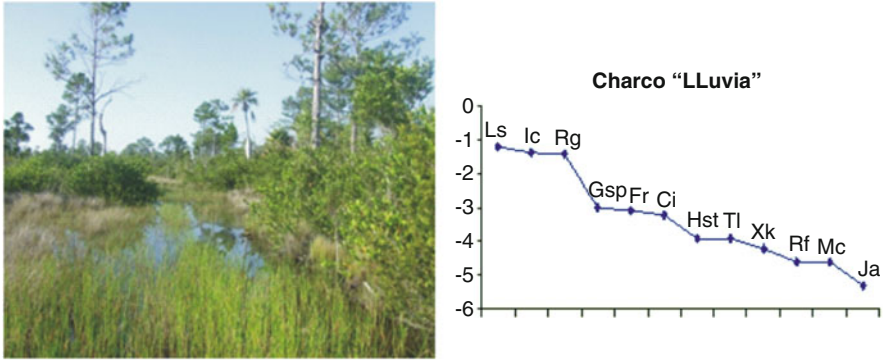 Charco “LLuvia”
0
-1
-2
-3
-4
-5
-6
Ls Ic Rg
Gsp Fr Ci
Hst Tl
Xk
Rf Mc
Ja